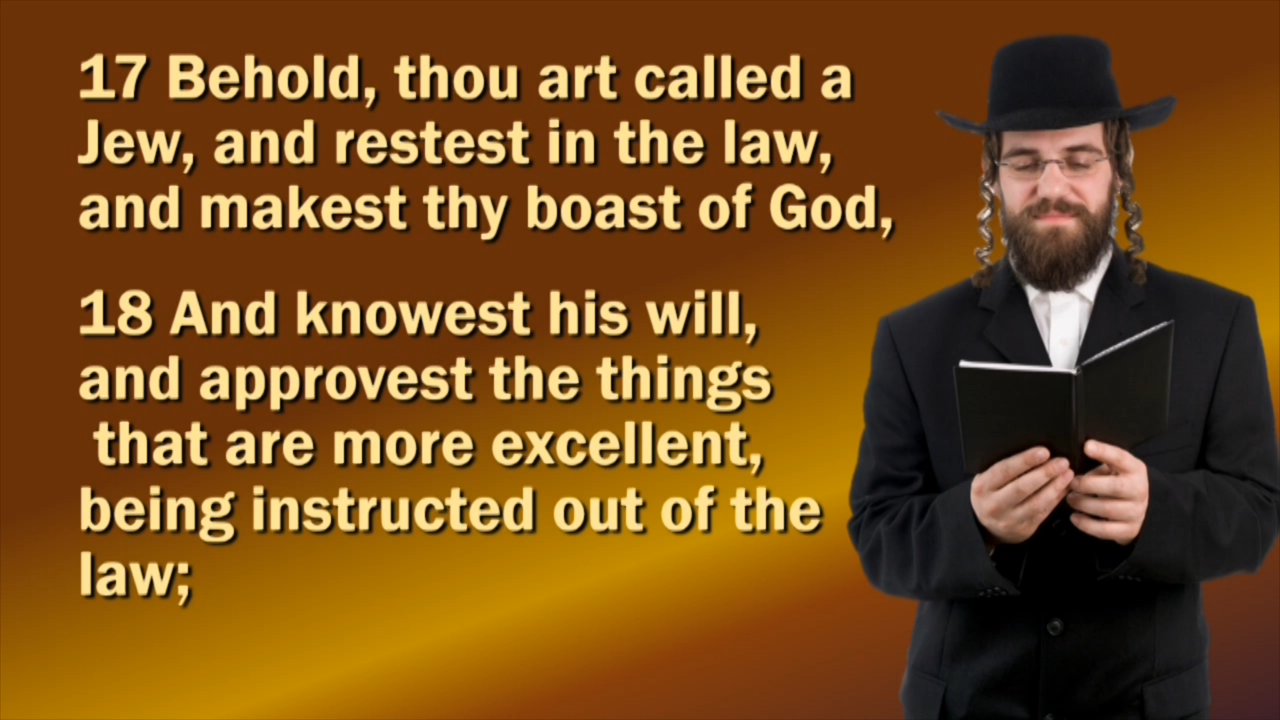 17 Behold, thou art called a
Jew, and restest in the law,
and makest thy boast of God,
18 And knowest his will,
and approvest the things
that are more excellent,
being instructed out of the
law;